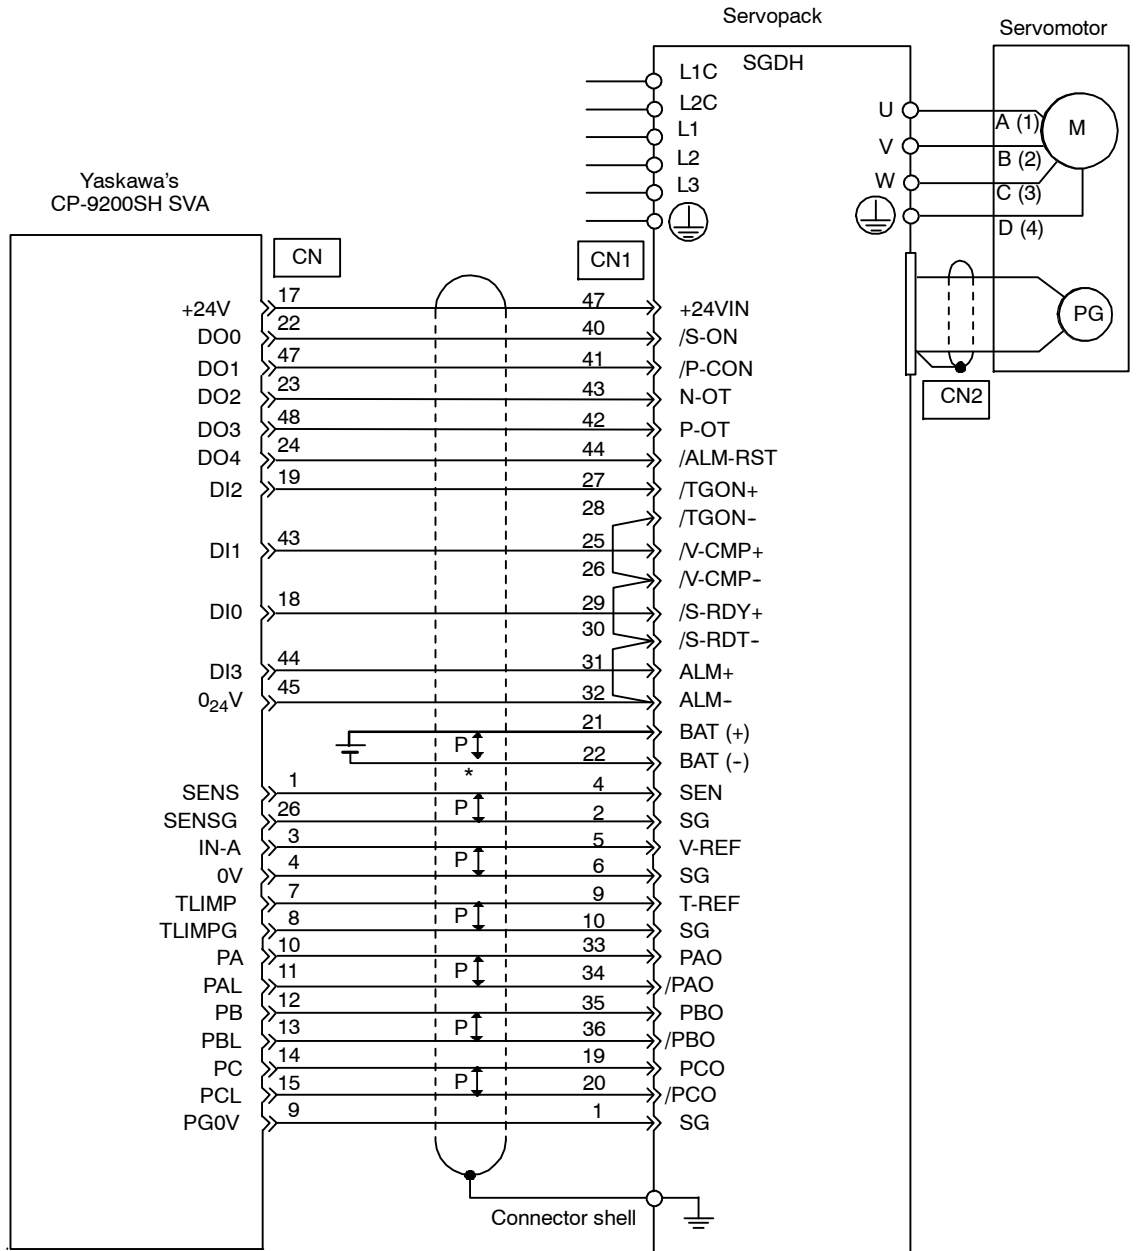 Servopack
Servomotor
SGDH
L1C
L2C
L1
L2
L3
U
V
W
A (1)
B (2)
C (3)
D (4)
M
PG
CN2
Yaskawa's
CP-9200SH SVA
CN
CN1
+24V 17 47 +24VIN
DO0 22 40 /S-ON
DO1 47 41 /P-CON
DO2 23 43 N-OT
DO3 48 42 P-OT
DO4 24 44 /ALM-RST
DI2 19 27 /TGON+
28 /TGON-
DI1 43 25 /V-CMP+
26 /V-CMP-
DI0 18 29 /S-RDY+
30 /S-RDT-
DI3 44 31 ALM+
024V 45 32 ALM-
21 BAT (+)
P
22 BAT (-)
*
SENS 1 4 SEN
P
SENSG 26 2 SG
IN-A 3 5 V-REF
P
0V 4 6 SG
TLIMP 7 9 T-REF
P
TLIMPG 8 10 SG
PA 10 33 PAO
P
PAL 11 34 /PAO
PB 12 35 PBO
P
PBL 13 36 /PBO
PC 14 19 PCO
P
PCL 15 20 /PCO
PG0V 9 1 SG
Connector shell